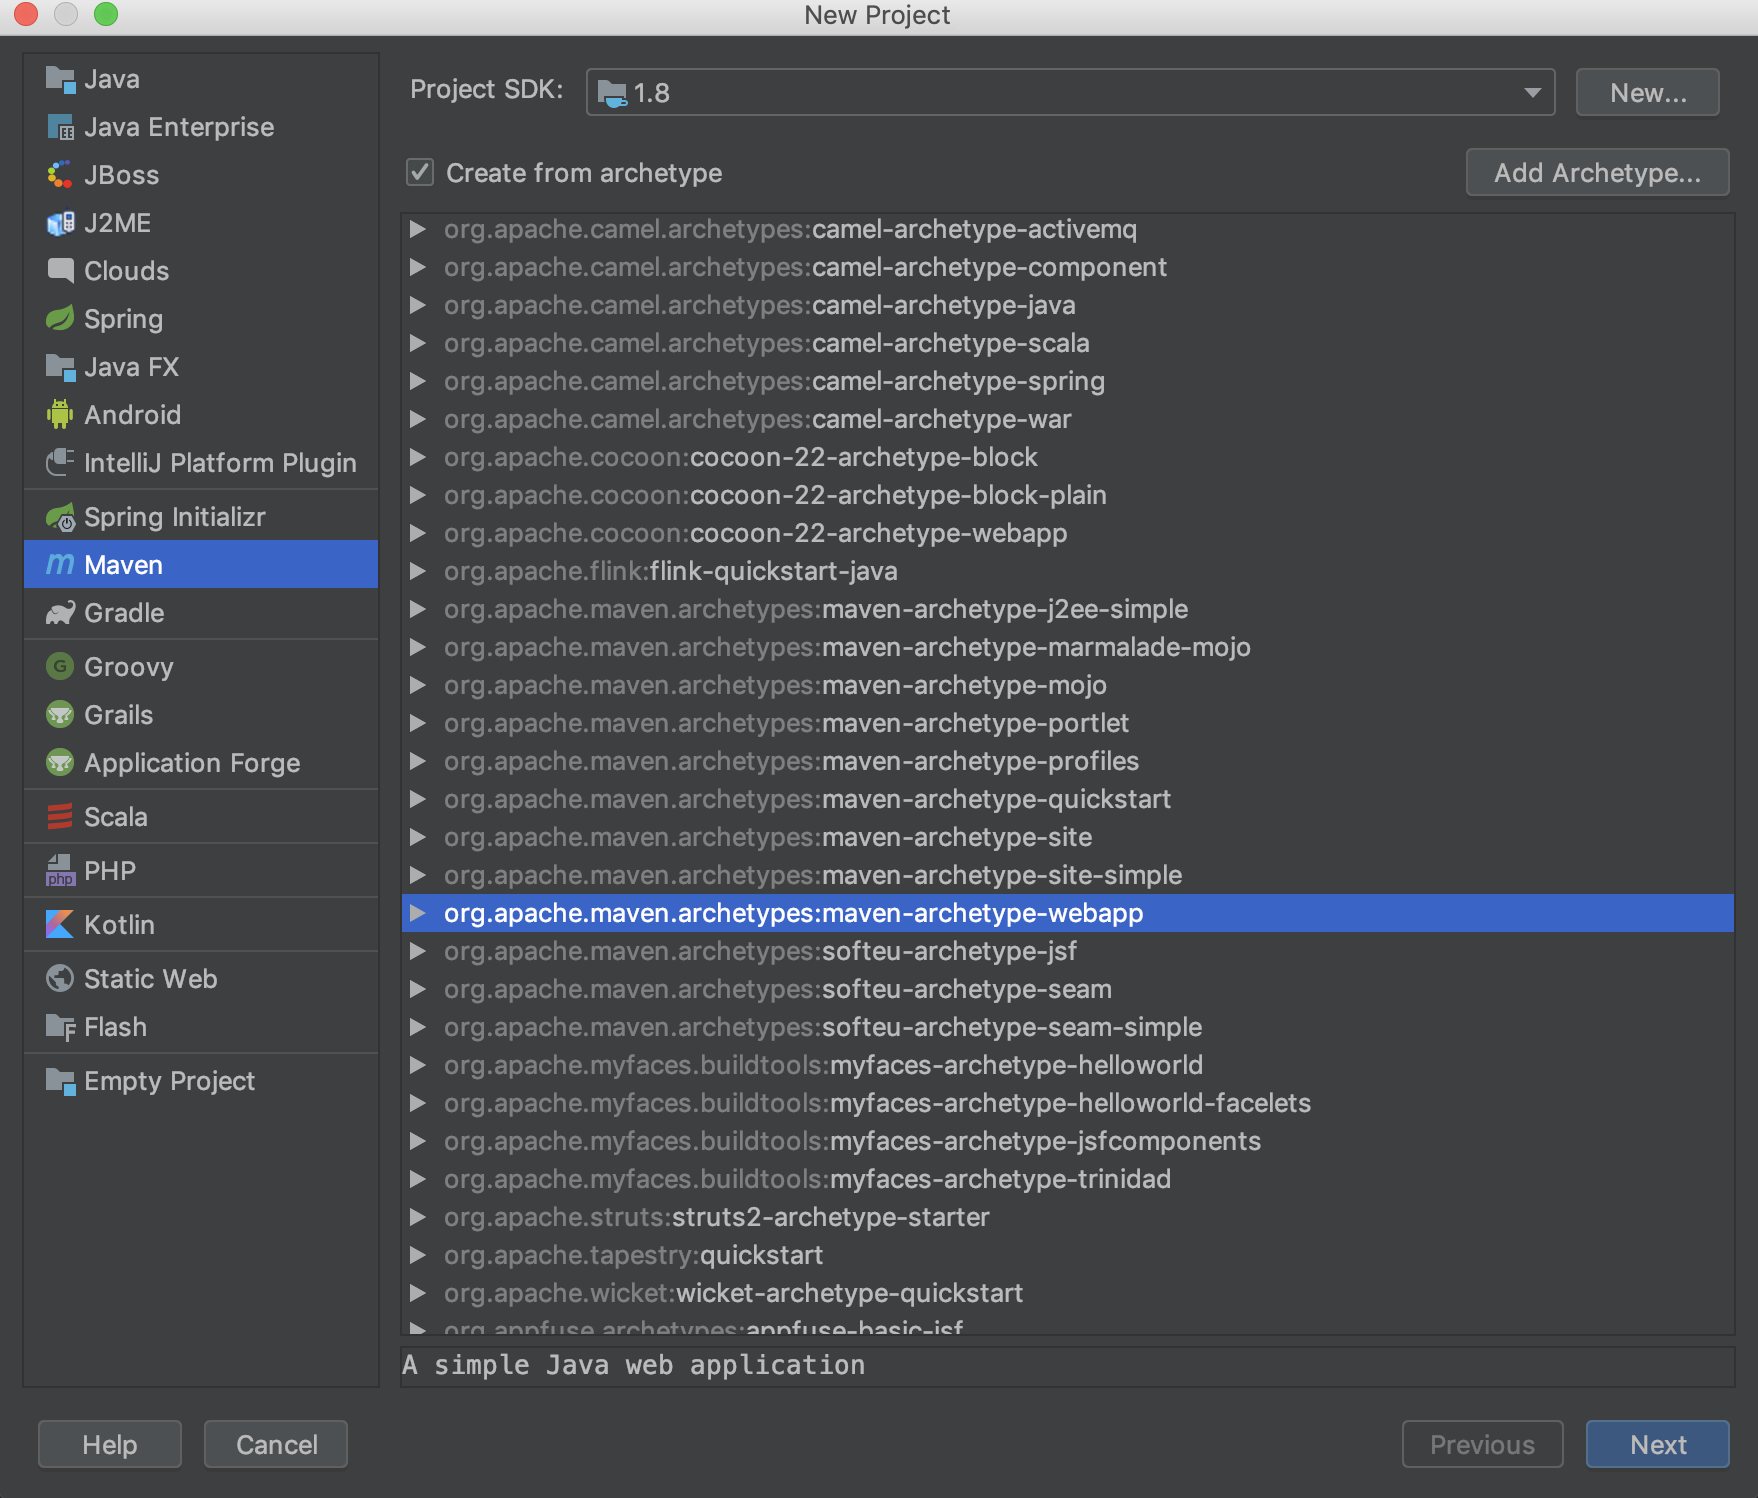 New Project
Java
Java Enterprise
JBoss
J2ME
Clouds
Spring
Java FX
Android
IntelliJ Platform Plugin
Spring Initializr
m Maven
Gradle
G Groovy
Grails
Application Forge
Scala
php PHP
Kotlin
Static Web
Flash
Empty Project
Project SDK: 1.8 New...
Create from archetype Add Archetype...
org.apache.camel.archetypes:camel-archetype-activemq
org.apache.camel.archetypes:camel-archetype-component
org.apache.camel.archetypes:camel-archetype-java
org.apache.camel.archetypes:camel-archetype-scala
org.apache.camel.archetypes:camel-archetype-spring
org.apache.camel.archetypes:camel-archetype-war
org.apache.cocoon:cocoon-22-archetype-block
org.apache.cocoon:cocoon-22-archetype-block-plain
org.apache.cocoon:cocoon-22-archetype-webapp
org.apache.flink:flink-quickstart-java
org.apache.maven.archetypes:maven-archetype-j2ee-simple
org.apache.maven.archetypes:maven-archetype-marmalade-mojo
org.apache.maven.archetypes:maven-archetype-mojo
org.apache.maven.archetypes:maven-archetype-portlet
org.apache.maven.archetypes:maven-archetype-profiles
org.apache.maven.archetypes:maven-archetype-quickstart
org.apache.maven.archetypes:maven-archetype-site
org.apache.maven.archetypes:maven-archetype-site-simple
org.apache.maven.archetypes:maven-archetype-webapp
org.apache.maven.archetypes:softeu-archetype-jsf
org.apache.maven.archetypes:softeu-archetype-seam
org.apache.maven.archetypes:softeu-archetype-seam-simple
org.apache.myfaces.buildtools:myfaces-archetype-helloworld
org.apache.myfaces.buildtools:myfaces-archetype-helloworld-facelets
org.apache.myfaces.buildtools:myfaces-archetype-jsfcomponents
org.apache.myfaces.buildtools:myfaces-archetype-trinidad
org.apache.struts:struts2-archetype-starter
org.apache.tapestry:quickstart
org.apache.wicket:wicket-archetype-quickstart
org.appfuse.archetypes:appfuse-basic-jsf
A simple Java web application
Help Cancel Previous Next